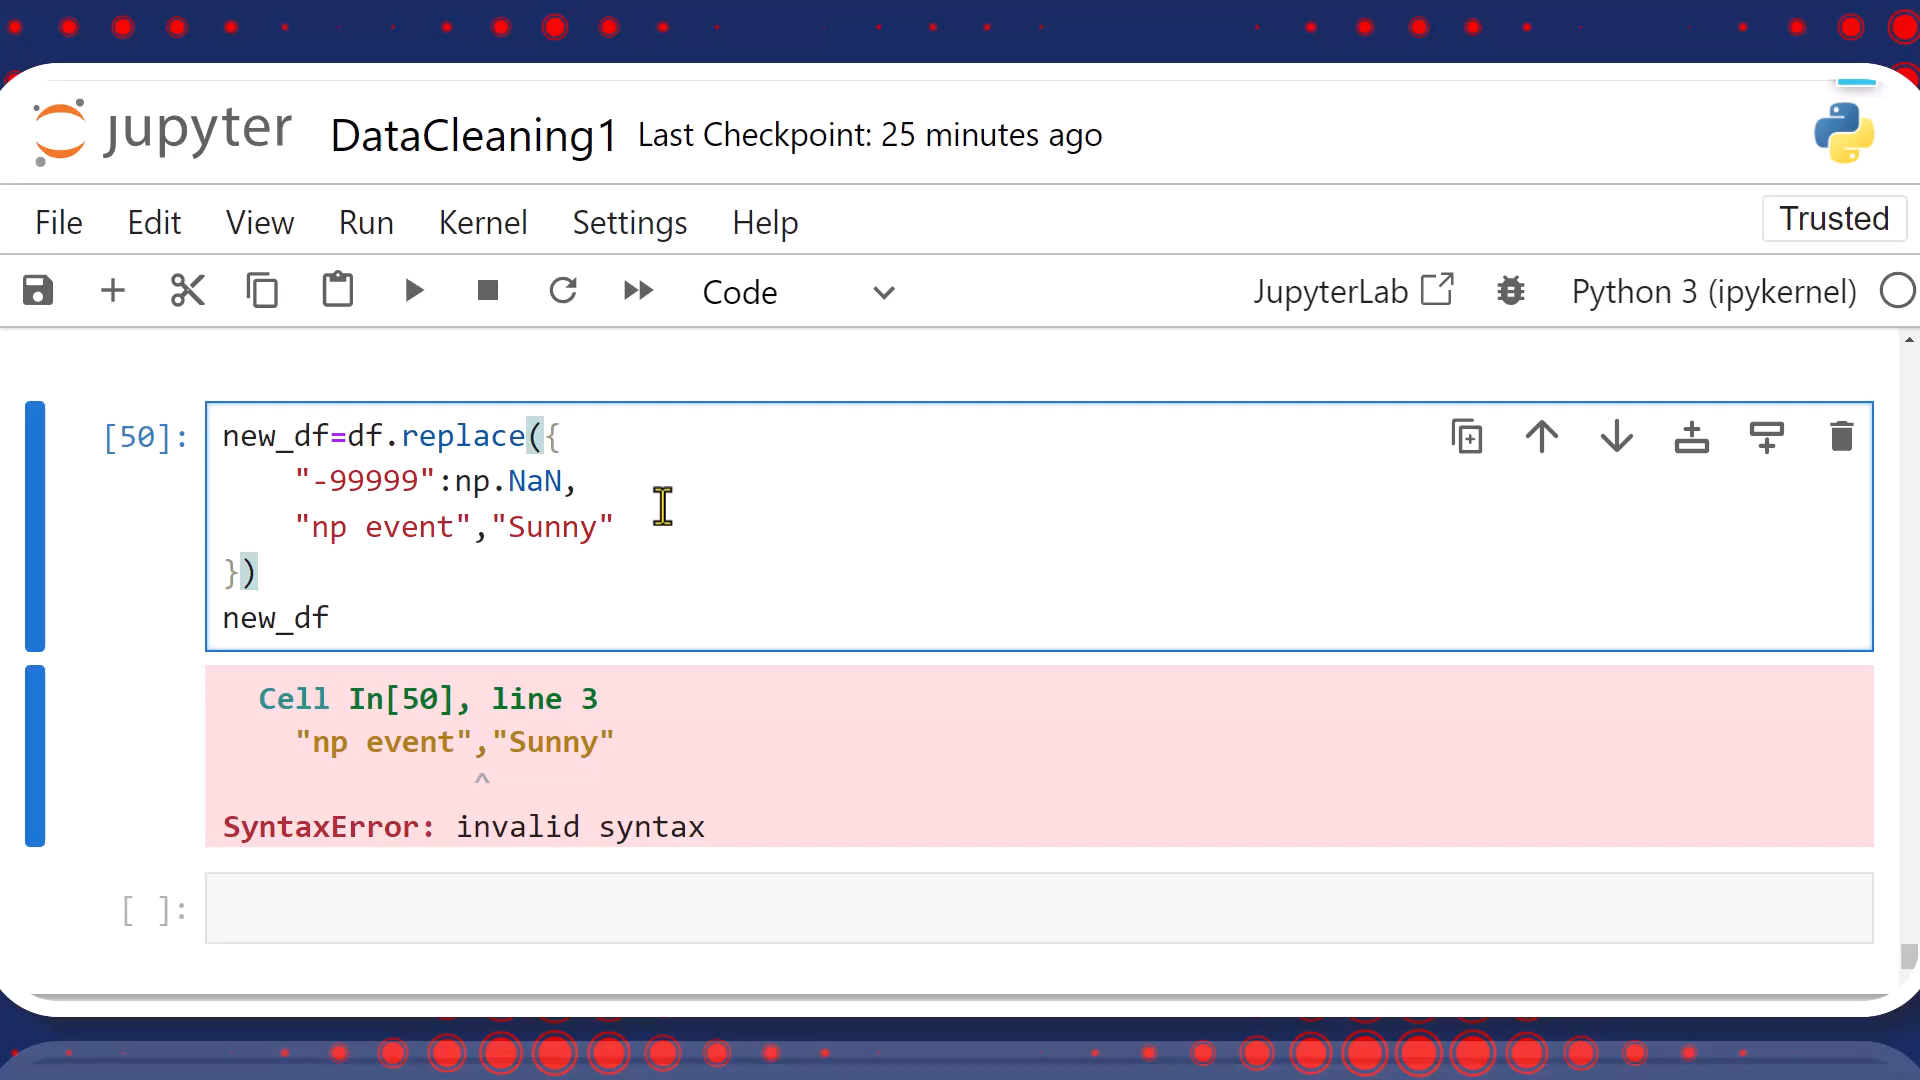 jupyter DataCleaning1 Last Checkpoint: 25 minutes ago
File Edit View Run Kernel Settings Help Trusted
Code JupyterLab Python 3 (ipykernel)
[50]: new_df=df.replace({
"-99999":np.NaN,
"np event","Sunny"
})
new_df
Cell In[50], line 3
"np event","Sunny"
^
SyntaxError: invalid syntax
[ ]: